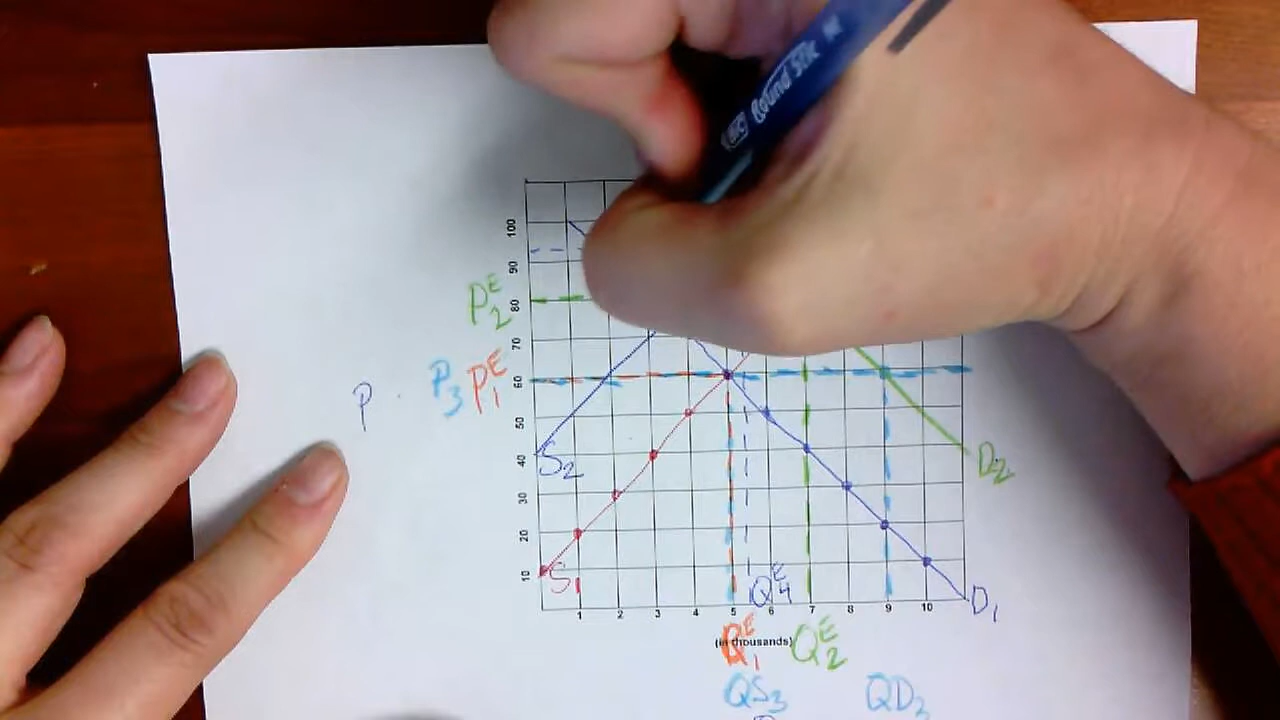 BIC Round Stic M
100
90
P₂ᴱ 80
70
P P₃ P₁ᴱ 60
50
S₂ 40
D₂
30
20
10 S₁
Q₄ᴱ
D₁
1 2 3 4 5 6 7 8 9 10
(in thousands)
Q₁ᴱ Q₂ᴱ
QS₃ QD₃